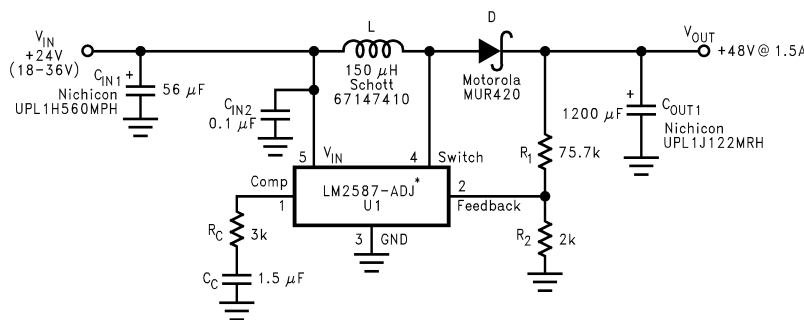 V_IN
+24V
(18-36V)
C_IN1 +
56 μF
Nichicon
UPL1H560MPH
L
150 μH
Schott
67147410
D
Motorola
MUR420
V_OUT
+48V @ 1.5A
C_IN2
0.1 μF
+
1200 μF
C_OUT1
Nichicon
UPL1J122MRH
R1
75.7k
5
V_IN
4
Switch
Comp
1
LM2587-ADJ*
U1
2
Feedback
3
GND
R_C
3k
C_C
1.5 μF
R2
2k